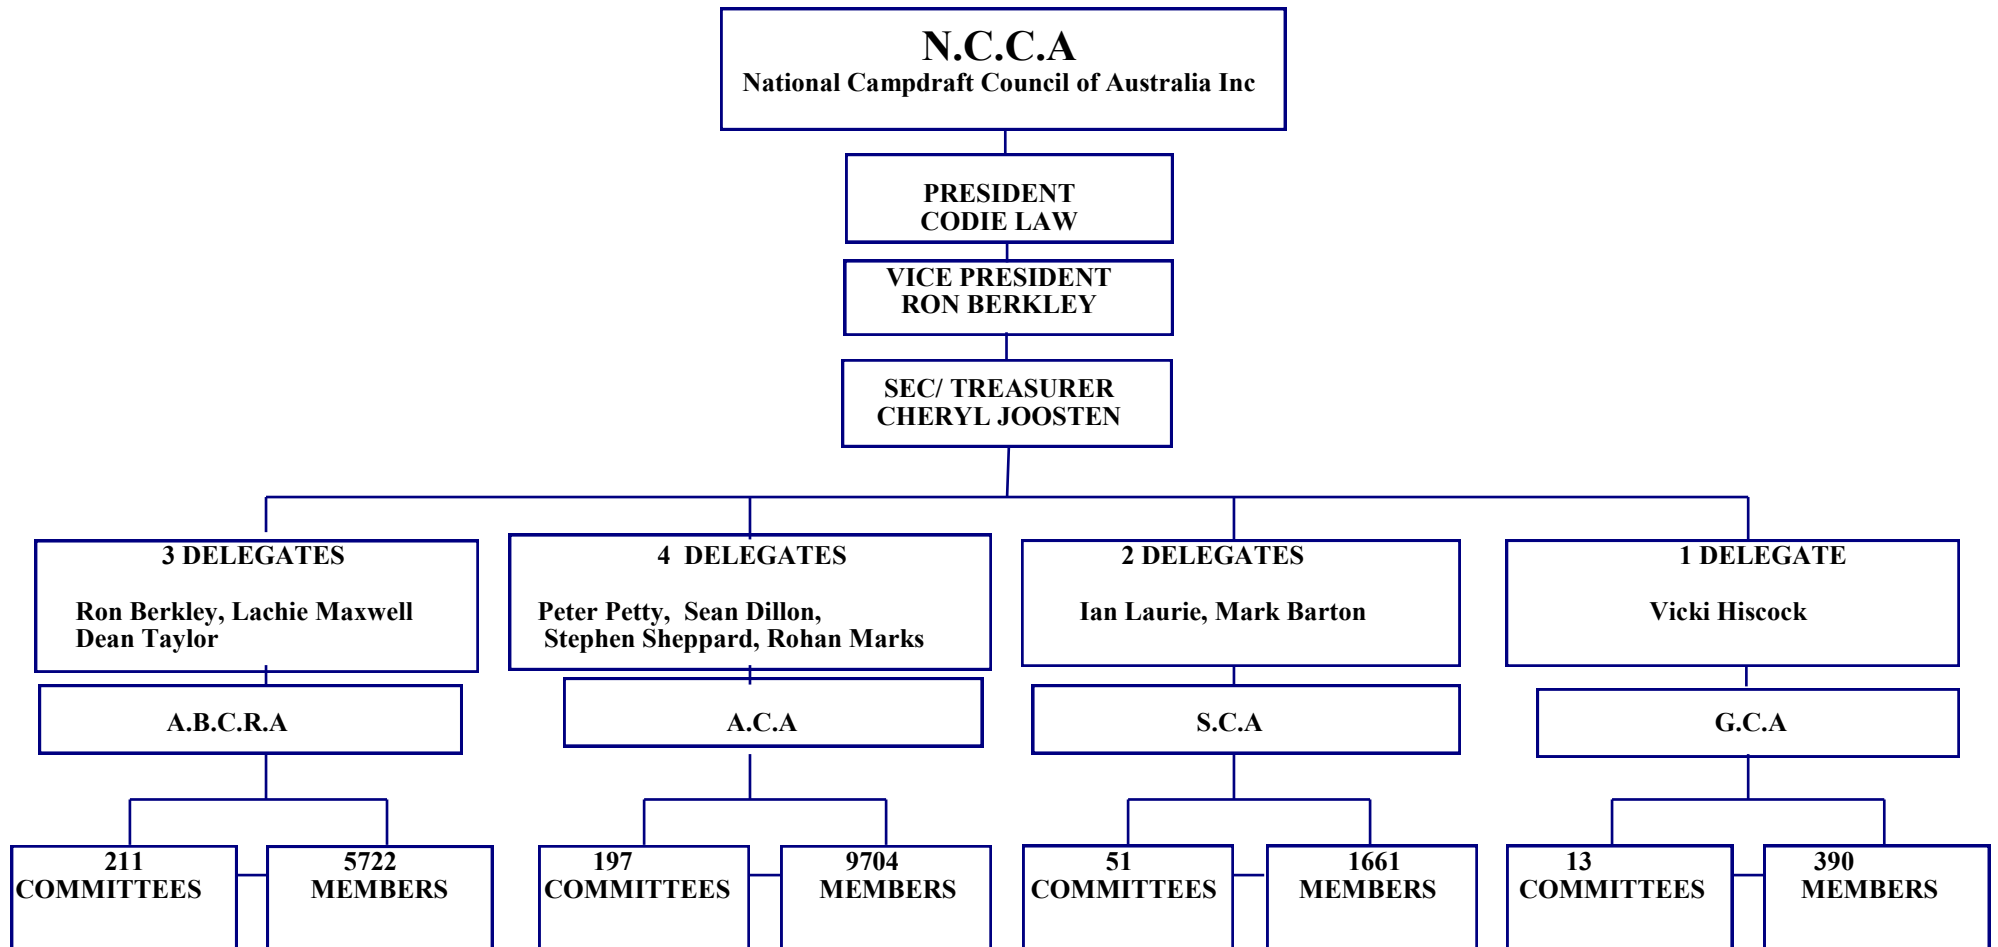 N.C.C.A
National Campdraft Council of Australia Inc
PRESIDENT
CODIE LAW
VICE PRESIDENT
RON BERKLEY
SEC/ TREASURER
CHERYL JOOSTEN
3 DELEGATES
Ron Berkley, Lachie Maxwell
Dean Taylor
4 DELEGATES
Peter Petty, Sean Dillon,
Stephen Sheppard, Rohan Marks
2 DELEGATES
Ian Laurie, Mark Barton
1 DELEGATE
Vicki Hiscock
A.B.C.R.A
A.C.A
S.C.A
G.C.A
211
COMMITTEES
5722
MEMBERS
197
COMMITTEES
9704
MEMBERS
51
COMMITTEES
1661
MEMBERS
13
COMMITTEES
390
MEMBERS